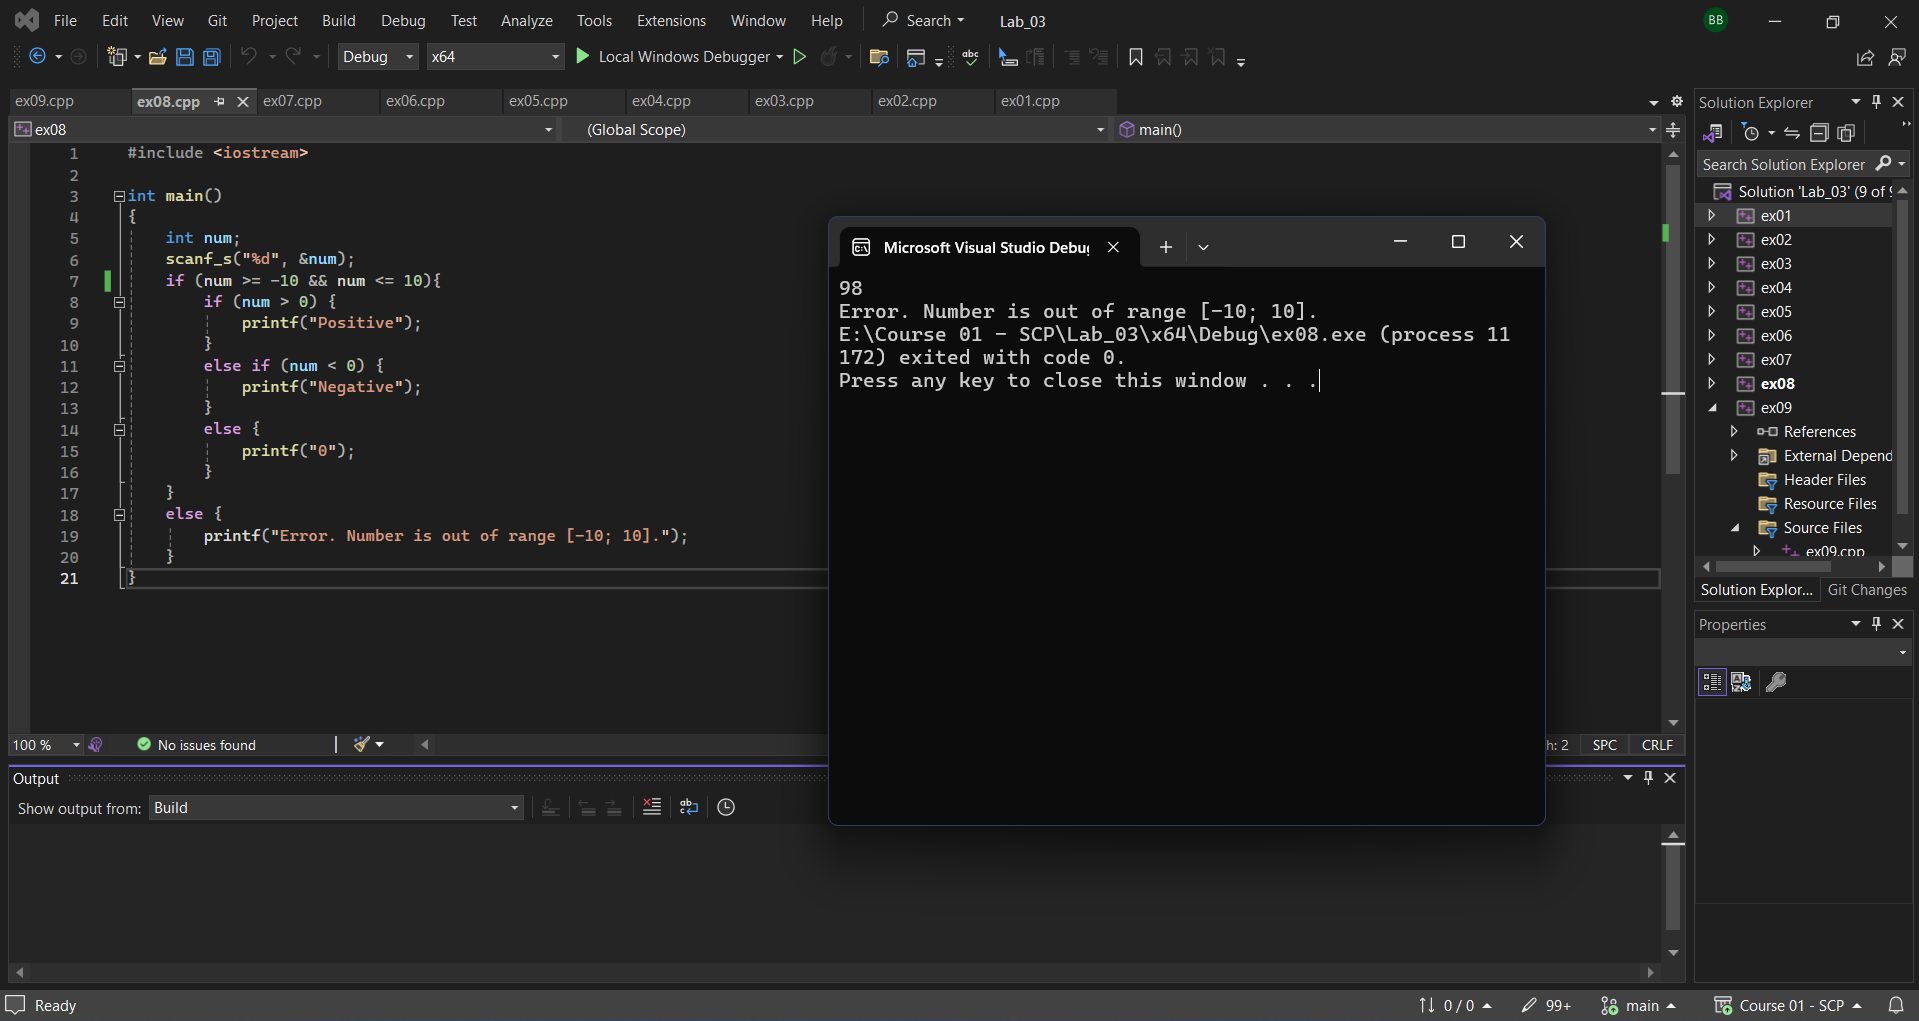 File Edit View Git Project Build Debug Test Analyze Tools Extensions Window Help Search Lab_03 BB
Debug x64 Local Windows Debugger
ex09.cpp ex08.cpp ex07.cpp ex06.cpp ex05.cpp ex04.cpp ex03.cpp ex02.cpp ex01.cpp
ex08 (Global Scope) main()
1 #include <iostream>
2
3 int main()
4 {
5 int num;
6 scanf_s("%d", &num);
7 if (num >= -10 && num <= 10){
8 if (num > 0) {
9 printf("Positive");
10 }
11 else if (num < 0) {
12 printf("Negative");
13 }
14 else {
15 printf("0");
16 }
17 }
18 else {
19 printf("Error. Number is out of range [-10; 10].");
20 }
21 }
Microsoft Visual Studio Debu
98
Error. Number is out of range [-10; 10].
E:\Course 01 - SCP\Lab_03\x64\Debug\ex08.exe (process 11
172) exited with code 0.
Press any key to close this window . . .
100 % No issues found h: 2 SPC CRLF
Output
Show output from: Build
Solution Explorer
Search Solution Explorer
Solution 'Lab_03' (9 of 9
ex01
ex02
ex03
ex04
ex05
ex06
ex07
ex08
ex09
References
External Depend
Header Files
Resource Files
Source Files
ex09.cpp
Solution Explor... Git Changes
Properties
Ready 0 / 0 99+ main Course 01 - SCP